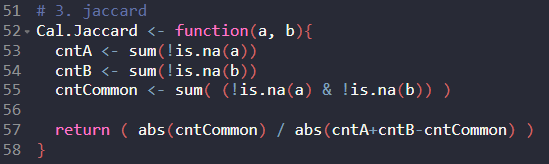 51 # 3. jaccard
52 Cal.Jaccard <- function(a, b){
53 cntA <- sum(!is.na(a))
54 cntB <- sum(!is.na(b))
55 cntCommon <- sum( (!is.na(a) & !is.na(b)) )
56
57 return ( abs(cntCommon) / abs(cntA+cntB-cntCommon) )
58 }